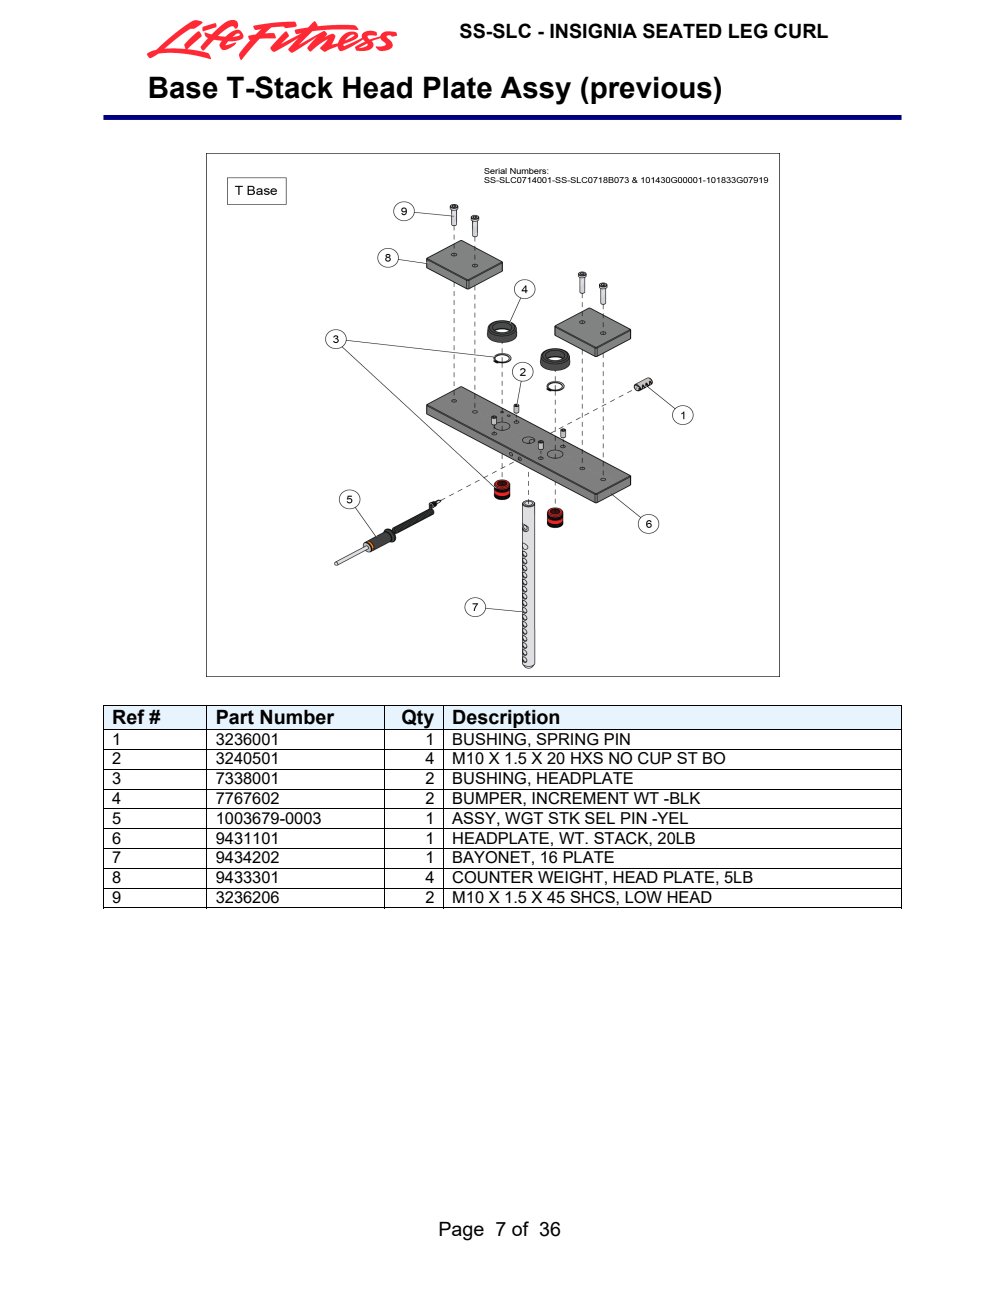 Life Fitness
SS-SLC - INSIGNIA SEATED LEG CURL
Base T-Stack Head Plate Assy (previous)
Serial Numbers:
SS-SLC0714001-SS-SLC0718B073 & 101430G00001-101833G07919
T Base
9
8
4
3
2
1
5
6
7
Ref # Part Number Qty Description
1 3236001 1 BUSHING, SPRING PIN
2 3240501 4 M10 X 1.5 X 20 HXS NO CUP ST BO
3 7338001 2 BUSHING, HEADPLATE
4 7767602 2 BUMPER, INCREMENT WT -BLK
5 1003679-0003 1 ASSY, WGT STK SEL PIN -YEL
6 9431101 1 HEADPLATE, WT. STACK, 20LB
7 9434202 1 BAYONET, 16 PLATE
8 9433301 4 COUNTER WEIGHT, HEAD PLATE, 5LB
9 3236206 2 M10 X 1.5 X 45 SHCS, LOW HEAD
Page 7 of 36